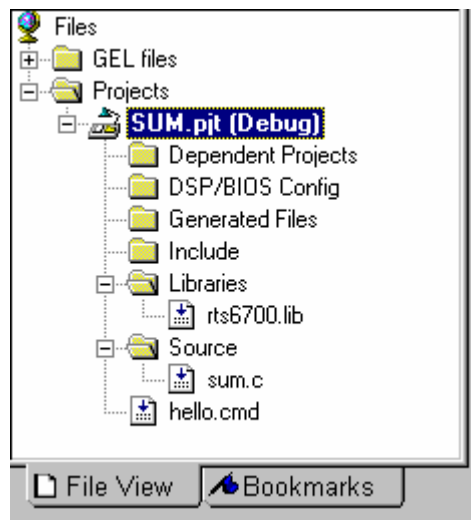 Files
GEL files
Projects
SUM.pjt (Debug)
Dependent Projects
DSP/BIOS Config
Generated Files
Include
Libraries
rts6700.lib
Source
sum.c
hello.cmd
File View Bookmarks